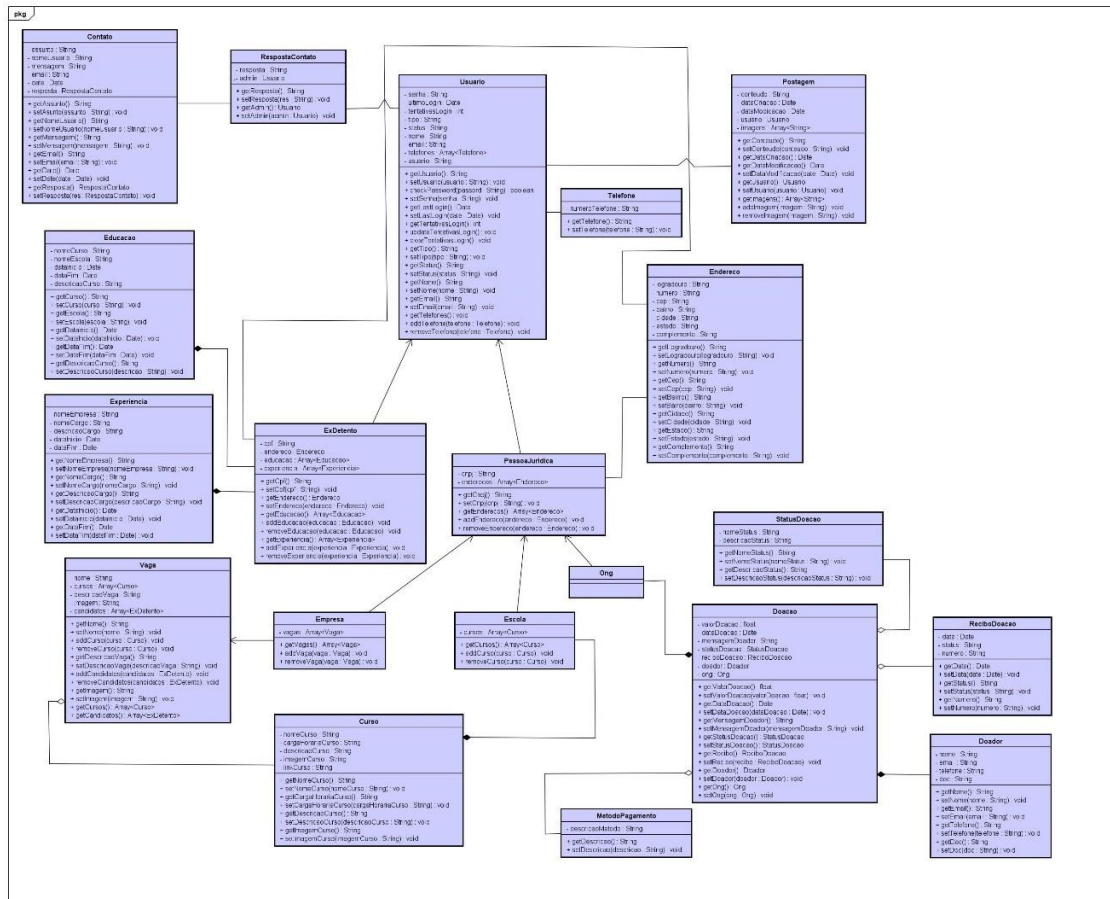 pkg
Contato
assunto : String
- nomeUsuario : String
- mensagem : String
email : String
- data : Date
resposta : RespostaContato
+ getAssunto() : String
+ setAssunto(assunto : String) : void
+ getNomeUsuario() : String
+ setNomeUsuario(nomeUsuario : String) : void
+ getMensagem() : String
+ setMensagem(mensagem : String) : void
+ getEmail() : String
+ setEmail(email : String) : void
+ getData() : Date
+ setDate(date : Date) : void
+ getResposta() : RespostaContato
+ setResposta(res : RespostaContato) : void
RespostaContato
- resposta : String
- admin : Usuario
+ getResposta() : String
+ setResposta(res : String) : void
+ getAdmin() : Usuario
+ setAdmin(admin : Usuario) : void
Usuario
- senha : String
ultimoLogin : Date
- tentativasLogin : int
- tipo : String
- status : String
- nome : String
email : String
- telefones : Array<Telefone>
- usuario : String
+ getUsuario() : String
+ setUsuario(usuario : String) : void
+ setSenha(senha : String) : void
+ getLastLogin() : Date
+ setLastLogin(date : Date) : void
+ getTentativasLogin() : int
+ updateTentativasLogin() : void
+ clearTentativasLogin() : void
+ getTipo() : String
+ setTipo(tipo : String) : void
+ getStatus() : String
+ setStatus(status : String) : void
+ getNome() : String
+ setNome(nome : String) : void
+ getEmail() : String
+ setEmail(email : String) : void
+ getTelefones() : void
+ addTelefone(telefone : Telefone) : void
+ removeTelefone(telefone : Telefone) : void
Postagem
- conteudo : String
dataCriacao : Date
- dataModificacao : Date
usuario : Usuario
- imagens : Array<String>
+ getConteudo() : String
+ setConteudo(conteudo : String) : void
+ getDataCriacao() : Date
+ getDataModificacao() : Date
+ setDataModificacao(date : Date) : void
+ getUsuario() : Usuario
+ setUsuario(usuario : Usuario) : void
+ getImagens() : Array<String>
+ addImagem(imagem : String) : void
+ removeImagem(imagem : String) : void
Telefone
- numeroTelefone : String
+ getTelefone() : String
+ setTelefone(telefone : String) : void
Educacao
- nomeCurso : String
- nomeEscola : String
- dataInicio : Date
- dataFim : Date
- descricaoCurso : String
+ getCurso() : String
+ setCurso(curso : String) : void
+ getEscola() : String
+ setEscola(escola : String) : void
+ getDataInicio() : Date
+ setDataInicio(dataInicio : Date) : void
+ getDataFim() : Date
+ setDateFim(dataFim : Date) : void
+ getDescricaoCurso() : String
+ setDescricaoCurso(descricao : String) : void
Endereco
- logradouro : String
numero : String
- cep : String
- bairro : String
- cidade : String
- estado : String
- complemento : String
+ getLogradouro() : String
+ setLogradouro(logradouro : String) : void
+ getNumero() : String
+ setNumero(numero : String) : void
+ getCep() : String
+ setCep(cep : String) : void
+ getBairro() : String
+ setBairro(bairro : String) : void
+ getCidade() : String
+ setCidade(cidade : String) : void
+ getEstado() : String
+ setEstado(estado : String) : void
+ getComplemento() : String
+ setComplemento(complemento : String) : void
Experiencia
nomeEmpresa : String
- nomeCargo : String
- descricaoCargo : String
dataInicio : Date
- dataFim : Date
+ getNomeEmpresa() : String
+ setNomeEmpresa(nomeEmpresa : String) : void
+ getNomeCargo() : String
+ setNomeCargo(nomeCargo : String) : void
+ getDescricaoCargo() : String
+ setDescricaoCargo(descricaoCargo : String) : void
+ getDataInicio() : Date
+ setDataInicio(dataInicio : Date) : void
+ getDataFim() : Date
+ setDataFim(dateFim : Date) : void
ExDetento
- cpf : String
endereco : Endereco
- educacao : Array<Educacao>
- experiencia : Array<Experiencia>
+ getCpf() : String
+ setCpf(cpf : String) : void
+ getEndereco() : Endereco
+ setEndereco(endereco : Endereco) : void
+ getEducacao() : Array<Educacao>
+ addEducacao(educacao : Educacao) : void
+ removeEducacao(educacao : Educacao) : void
+ getExperiencia() : Array<Experiencia>
+ addExperiencia(experiencia : Experiencia) : void
+ removeExperiencia(experiencia : Experiencia) : void
PessoaJuridica
- cnpj : String
- enderecos : Array<Endereco>
+ getCnpj() : String
+ setCnpj(cnpj : String) : void
+ getEnderecos() : Array<Endereco>
+ addEndereco(endereco : Endereco) : void
+ removeEndereco(endereco : Endereco) : void
StatusDoacao
- nomeStatus : String
- descricaoStatus : String
+ getNomeStatus() : String
+ setNomeStatus(nomeStatus : String) : void
+ getDescricaoStatus() : String
+ setDescricaoStatus(descricaoStatus : String) : void
Vaga
nome : String
- cursos : Array<Curso>
- descricaoVaga : String
imagem : String
- candidatos : Array<ExDetento>
+ getNome() : String
+ setNome(nome : String) : void
+ addCurso(curso : Curso) : void
+ removeCurso(curso : Curso) : void
+ getDescricaoVaga() : String
+ setDescricaoVaga(descricaoVaga : String) : void
+ addCandidatos(candidatos : ExDetento) : void
+ removeCandidatos(candidatos : ExDetento) : void
+ getImagem() : String
+ setImagem(imagem : String) : void
+ getCursos() : Array<Curso>
+ getCandidatos() : Array<ExDetento>
Ong
Empresa
- vagas : Array<Vaga>
+ getVagas() : Array<Vaga>
+ addVaga(vaga : Vaga) : void
+ removeVaga(vaga : Vaga) : void
Escola
cursos : Array<Curso>
+ getCursos() : Array<Curso>
+ addCurso(curso : Curso) : void
+ removeCurso(curso : Curso) : void
Doacao
- valorDoacao : float
dataDoacao : Date
- mensagemDoador : String
- statusDoacao : StatusDoacao
reciboDoacao : ReciboDoacao
- doador : Doador
ong : Ong
+ getValorDoacao() : float
+ setValorDoacao(valorDoacao : float) : void
+ getDataDoacao() : Date
+ setDataDoacao(dataDoacao : Date) : void
+ getMensagemDoador() : String
+ setMensagemDoador(mensagemDoador : String) : void
+ getStatusDoacao() : StatusDoacao
+ setStatusDoacao() : StatusDoacao
+ getRecibo() : ReciboDoacao
+ setRecibo(recibo : ReciboDoacao) : void
+ getDoador() : Doador
+ setDoador(doador : Doador) : void
+ getOng() : Ong
+ setOng(ong : Ong) : void
ReciboDoacao
- data : Date
- status : String
- numero : String
+ getData() : Date
+ setData(date : Date) : void
+ getStatus() : String
+ setStatus(status : String) : void
+ getNumero() : String
+ setNumero(numero : String) : void
Curso
- nomeCurso : String
cargaHorariaCurso : String
- descricaoCurso : String
- imagemCurso : String
- linkCurso : String
- getNomeCurso() : String
+ setNomeCurso(nomeCurso : String) : void
+ getCargaHorariaCurso() : String
+ setCargaHorariaCurso(cargaHorariaCurso : String) : void
+ getDescricaoCurso() : String
+ setDescricaoCurso(descricaoCurso : String) : void
+ getImagemCurso() : String
+ setImagemCurso(imagemCurso : String) : void
Doador
- nome : String
- email : String
- telefone : String
- doc : String
+ getNome() : String
+ setNome(nome : String) : void
+ getEmail() : String
+ setEmail(email : String) : void
+ getTelefone() : String
+ setTelefone(telefone : String) : void
+ getDoc() : String
+ setDoc(doc : String) : void
MetodoPagamento
- descricaoMetodo : String
+ getDescricao() : String
+ setDescricao(descricao : String) : void